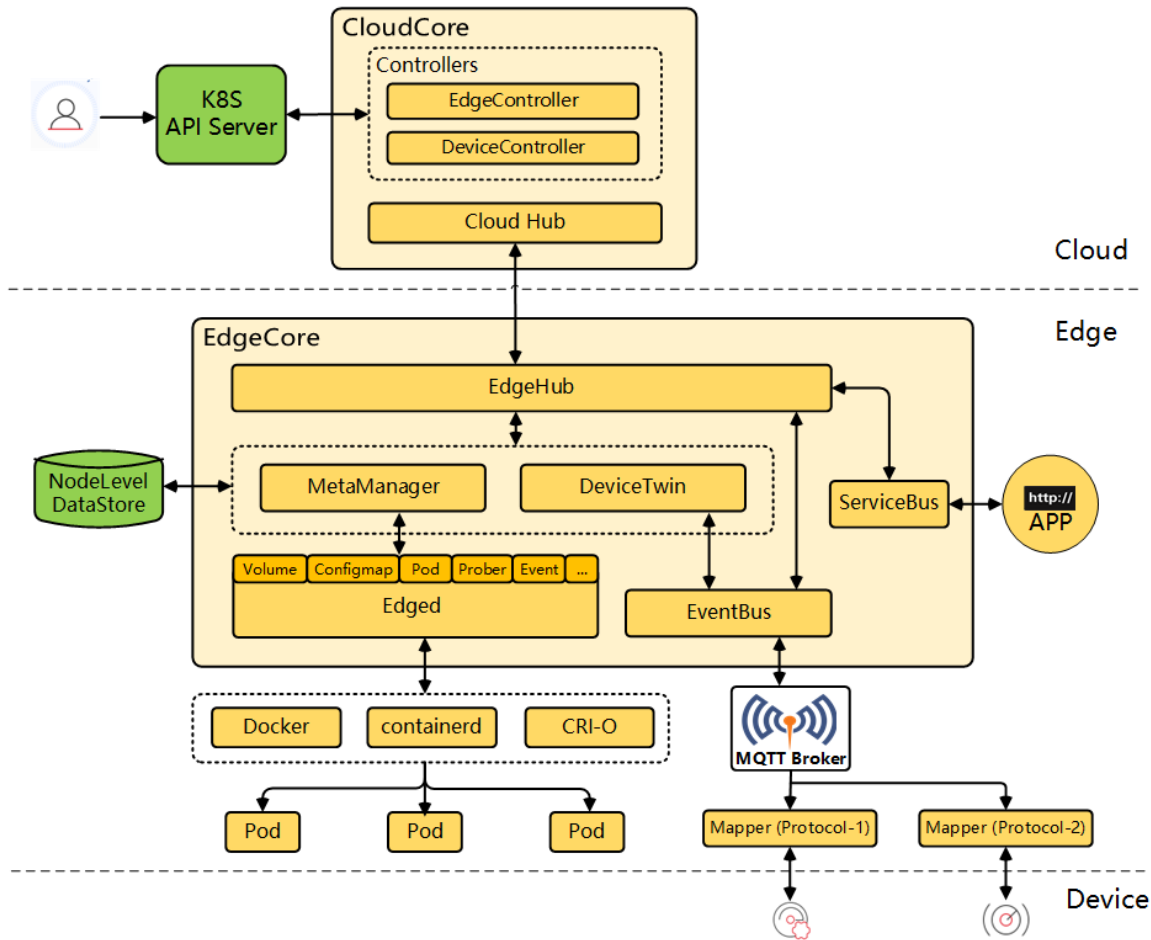 CloudCore
Controllers
EdgeController
DeviceController
K8S
API Server
Cloud Hub
Cloud
Edge
EdgeCore
EdgeHub
NodeLevel
DataStore
MetaManager
DeviceTwin
ServiceBus
http://
APP
Volume
Configmap
Pod
Prober
Event
...
Edged
EventBus
Docker
containerd
CRI-O
MQTT Broker
Pod
Pod
Pod
Mapper (Protocol-1)
Mapper (Protocol-2)
Device